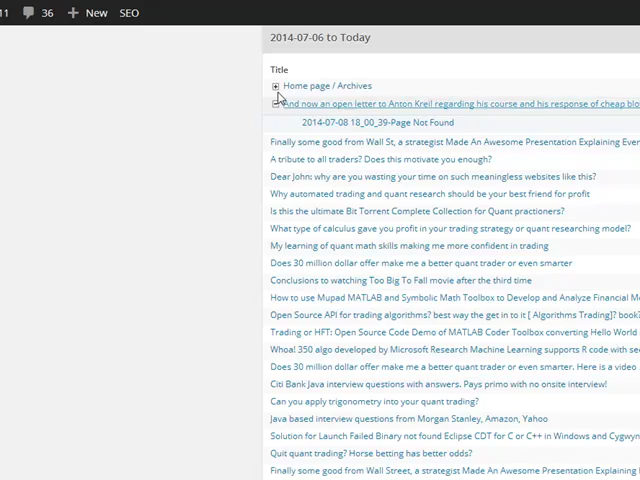 11 36 New SEO
2014-07-06 to Today
Title
Home page / Archives
And now an open letter to Anton Kreil regarding his course and his response of cheap blo
2014-07-08 18_00_39-Page Not Found
Finally some good from Wall St, a strategist Made An Awesome Presentation Explaining Ever
A tribute to all traders? Does this motivate you enough?
Dear John: why are you wasting your time on such meaningless websites like this?
Why automated trading and quant research should be your best friend for profit
Is this the ultimate Bit Torrent Complete Collection for Quant practioners?
What type of calculus gave you profit in your trading strategy or quant researching model?
My learning of quant math skills making me more confident in trading
Does 30 million dollar offer make me a better quant trader or even smarter
Conclusions to watching Too Big To Fall movie after the third time
How to use Mupad MATLAB and Symbolic Math Toolbox to Develop and Analyze Financial M
Open Source API for trading algorithms? best way the get in to it [ Algorithms Trading]? book?
Trading or HFT: Open Source Code Demo of MATLAB Coder Toolbox converting Hello World
Whoa! 350 algo developed by Microsoft Research Machine Learning supports R code with se
Does 30 million dollar offer make me a better quant trader or even smarter. Here is a video
Citi Bank Java interview questions with answers. Pays primo with no onsite interview!
Can you apply trigonometry into your quant trading?
Java based interview questions from Morgan Stanley, Amazon, Yahoo
Solution for Launch Failed Binary not found Eclipse CDT for C or C++ in Windows and Cygwyn
Quit quant trading? Horse betting has better odds?
Finally some good from Wall Street, a strategist Made An Awesome Presentation Explaining